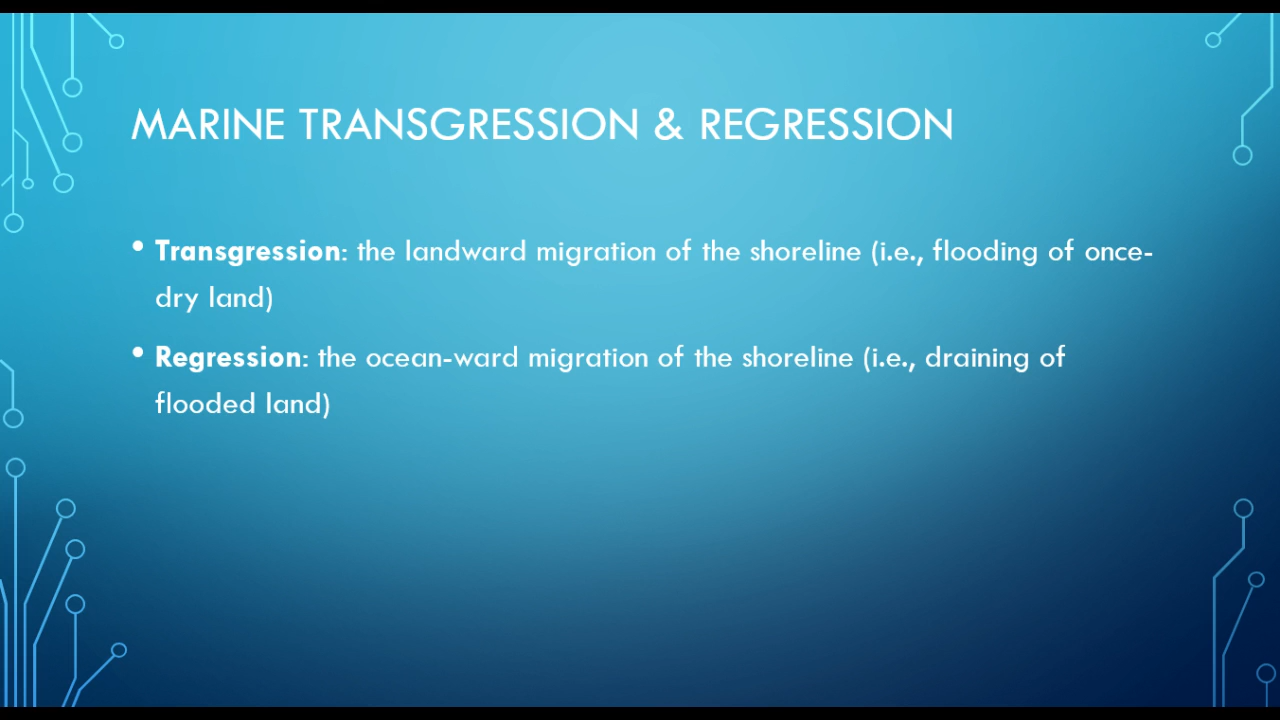 MARINE TRANSGRESSION & REGRESSION
• Transgression: the landward migration of the shoreline (i.e., flooding of once-
dry land)
• Regression: the ocean-ward migration of the shoreline (i.e., draining of
flooded land)